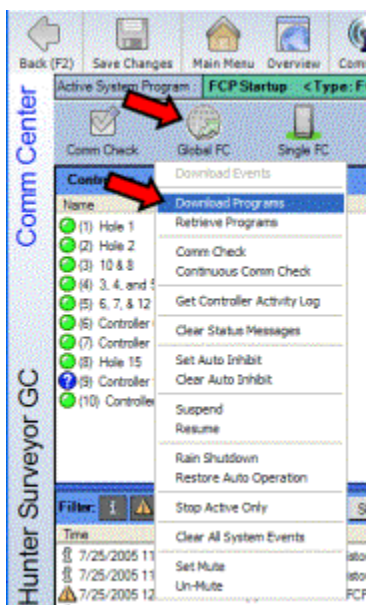 Back (F2) Save Changes Main Menu Overview
Active System Program: FCP Startup
Comm Center
Comm Check Global FC Single FC
Download Events
Name
Download Programs
Retrieve Programs
(1) Hole 1
(2) Hole 2
Comm Check
(3) 10 & 8
Continuous Comm Check
(4) 3, 4, and
(5) 6, 7, & 12
Get Controller Activity Log
(6) Controller
(7) Controller
Clear Status Messages
(8) Hole 15
Set Auto Inhibit
(9) Controller
Clear Auto Inhibit
(10) Controller
Suspend
Resume
Rain Shutdown
Restore Auto Operation
Hunter Surveyor GC
Filter:
Stop Active Only
Time
Clear All System Events
7/25/2005 11
Set Mute
7/25/2005 11
Un-Mute
7/25/2005 12